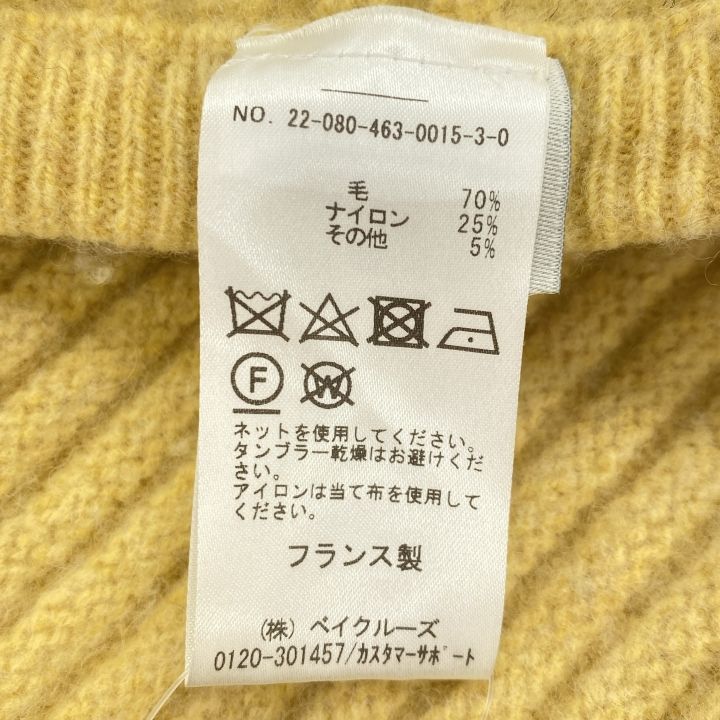 NO. 22-080-463-0015-3-0
毛 70%
ナイロン 25%
その他 5%
F W
ネットを使用してください。
タンブラー乾燥はお避けくださ
さい。
アイロンは当て布を使用して
ください。
フランス製
(株) ベイクルーズ
0120-301457/カスタマーサポート